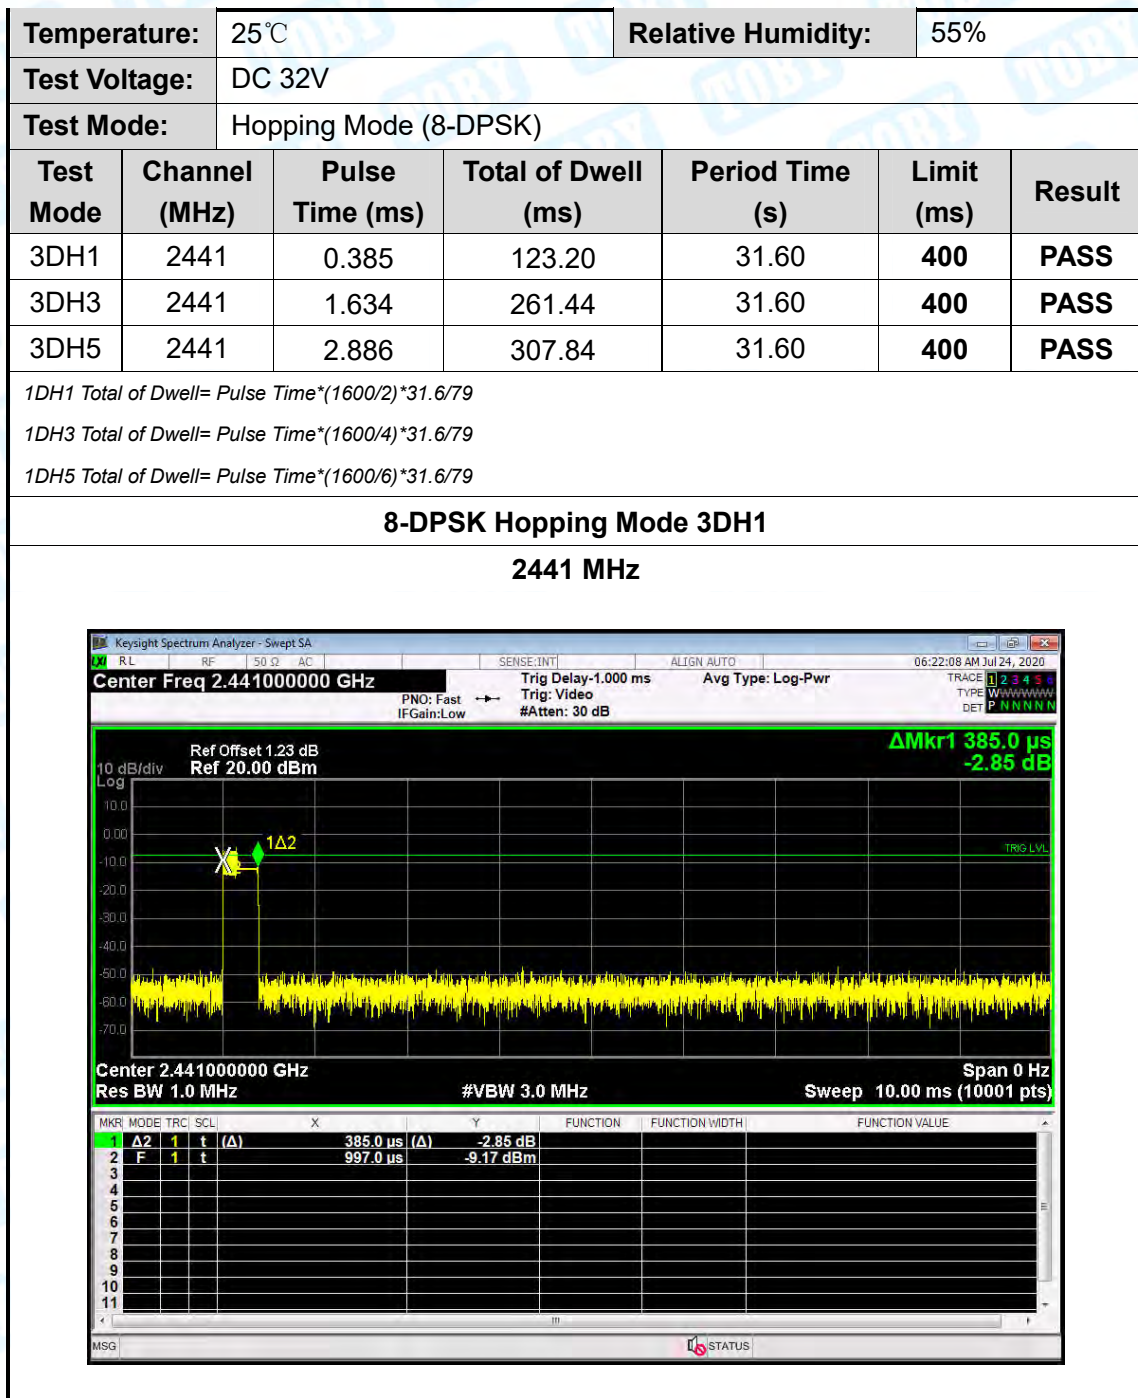 Temperature: 25℃ Relative Humidity: 55%
Test Voltage: DC 32V
Test Mode: Hopping Mode (8-DPSK)
Test Mode Channel (MHz) Pulse Time (ms) Total of Dwell (ms) Period Time (s) Limit (ms) Result
3DH1 2441 0.385 123.20 31.60 400 PASS
3DH3 2441 1.634 261.44 31.60 400 PASS
3DH5 2441 2.886 307.84 31.60 400 PASS
1DH1 Total of Dwell= Pulse Time*(1600/2)*31.6/79
1DH3 Total of Dwell= Pulse Time*(1600/4)*31.6/79
1DH5 Total of Dwell= Pulse Time*(1600/6)*31.6/79
8-DPSK Hopping Mode 3DH1
2441 MHz
Keysight Spectrum Analyzer - Swept SA
LXI RL RF 50 Ω AC SENSE:INT ALIGN AUTO 06:22:08 AM Jul 24, 2020
Center Freq 2.441000000 GHz
PNO: Fast
IFGain:Low
Trig Delay-1.000 ms
Trig: Video
#Atten: 30 dB
Avg Type: Log-Pwr
TRACE 1 2 3 4 5 6
TYPE WWWWWWW
DET P N N N N N
ΔMkr1 385.0 µs
-2.85 dB
Ref Offset 1.23 dB
10 dB/div Ref 20.00 dBm
Log
10.0
0.00
1Δ2
TRIG LVL
-10.0
-20.0
-30.0
-40.0
-50.0
-60.0
-70.0
Center 2.441000000 GHz Span 0 Hz
Res BW 1.0 MHz #VBW 3.0 MHz Sweep 10.00 ms (10001 pts)
MKR MODE TRC SCL X Y FUNCTION FUNCTION WIDTH FUNCTION VALUE
1 Δ2 1 t (Δ) 385.0 µs (Δ) -2.85 dB
2 F 1 t 997.0 µs -9.17 dBm
3
4
5
6
7
8
9
10
11
MSG STATUS